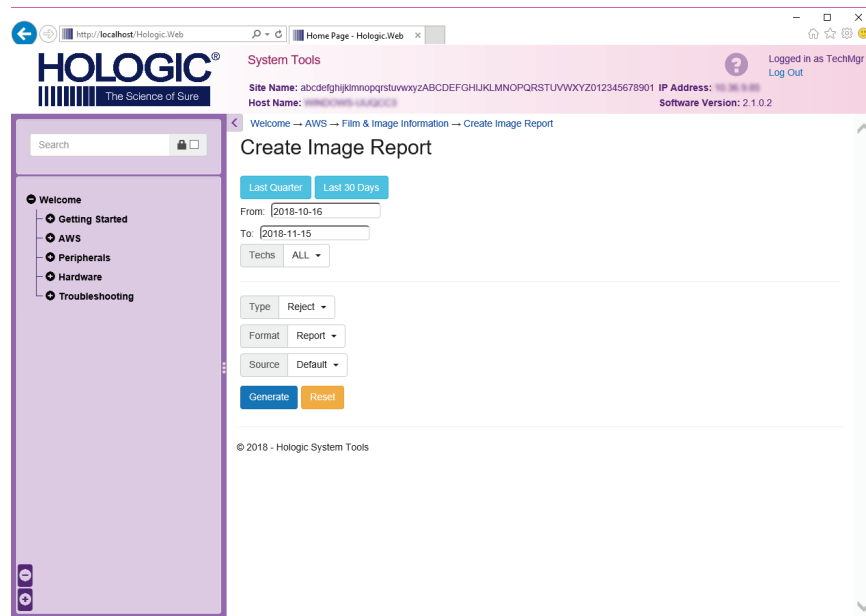 http://localhost/Hologic.Web
Home Page - Hologic.Web
HOLOGIC®
The Science of Sure
System Tools
Logged in as TechMgr
Log Out
Site Name: abcdefghijklmnopqrstuvwxyzABCDEFGHIJKLMNOPQRSTUVWXYZ012345678901 IP Address:
Host Name:
Software Version: 2.1.0.2
Welcome → AWS → Film & Image Information → Create Image Report
Search
Create Image Report
Last Quarter Last 30 Days
From: 2018-10-16
To: 2018-11-15
Techs ALL
Welcome
Getting Started
AWS
Peripherals
Hardware
Troubleshooting
Type Reject
Format Report
Source Default
Generate Reset
© 2018 - Hologic System Tools